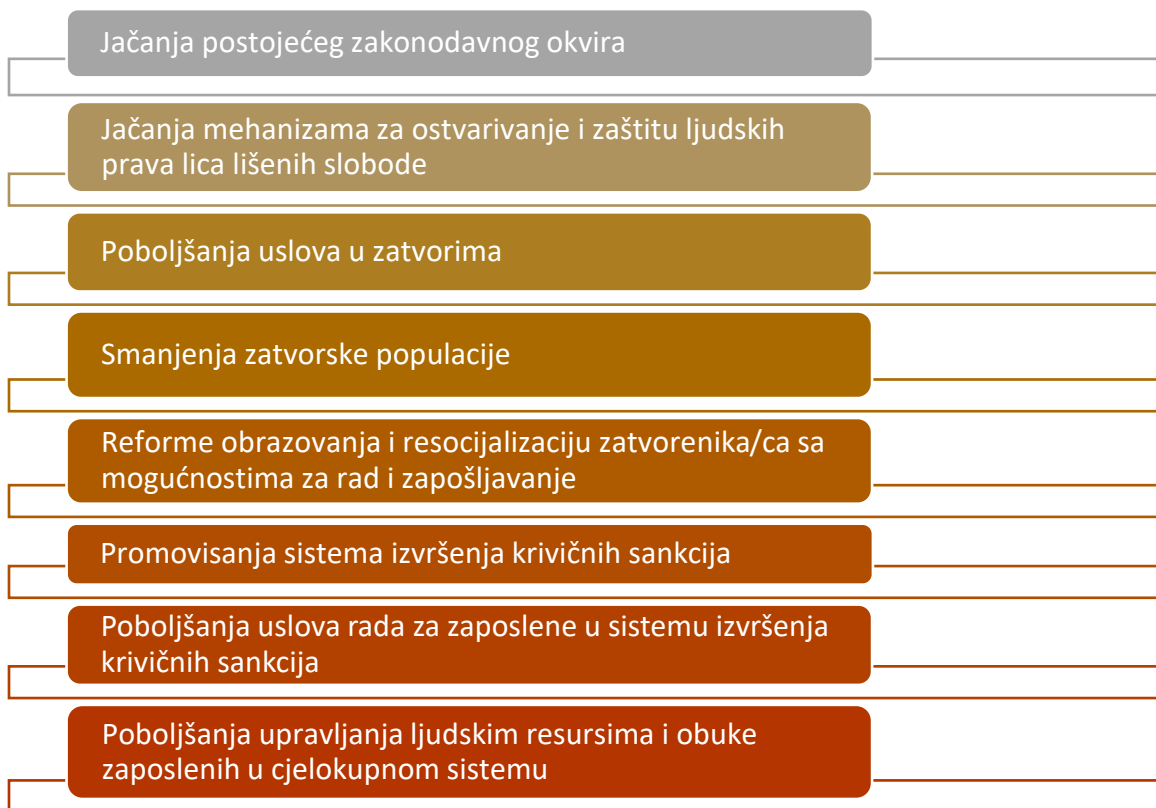 Jačanja postojećeg zakonodavnog okvira
Jačanja mehanizama za ostvarivanje i zaštitu ljudskih
prava lica lišenih slobode
Poboljšanja uslova u zatvorima
Smanjenja zatvorske populacije
Reforme obrazovanja i resocijalizaciju zatvorenika/ca sa
mogućnostima za rad i zapošljavanje
Promovisanja sistema izvršenja krivičnih sankcija
Poboljšanja uslova rada za zaposlene u sistemu izvršenja
krivičnih sankcija
Poboljšanja upravljanja ljudskim resursima i obuke
zaposlenih u cjelokupnom sistemu